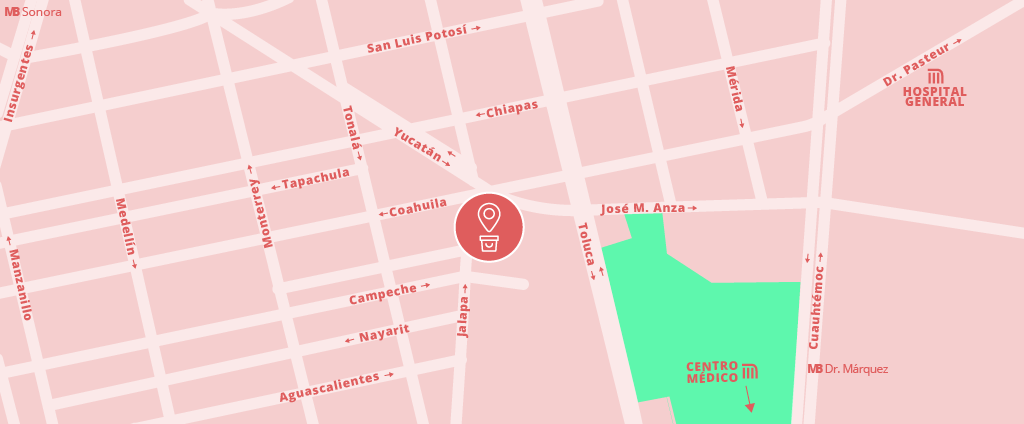 MB Sonora
San Luis Potosí
Insurgentes
Dr. Pasteur
HOSPITAL
GENERAL
Mérida
Chiapas
Tonalá
Yucatán
Tapachula
Monterrey
Medellín
Coahuila
José M. Anza
Toluca
Manzanillo
Campeche
Jalapa
Cuauhtémoc
Nayarit
CENTRO
MÉDICO
MB Dr. Márquez
Aguascalientes